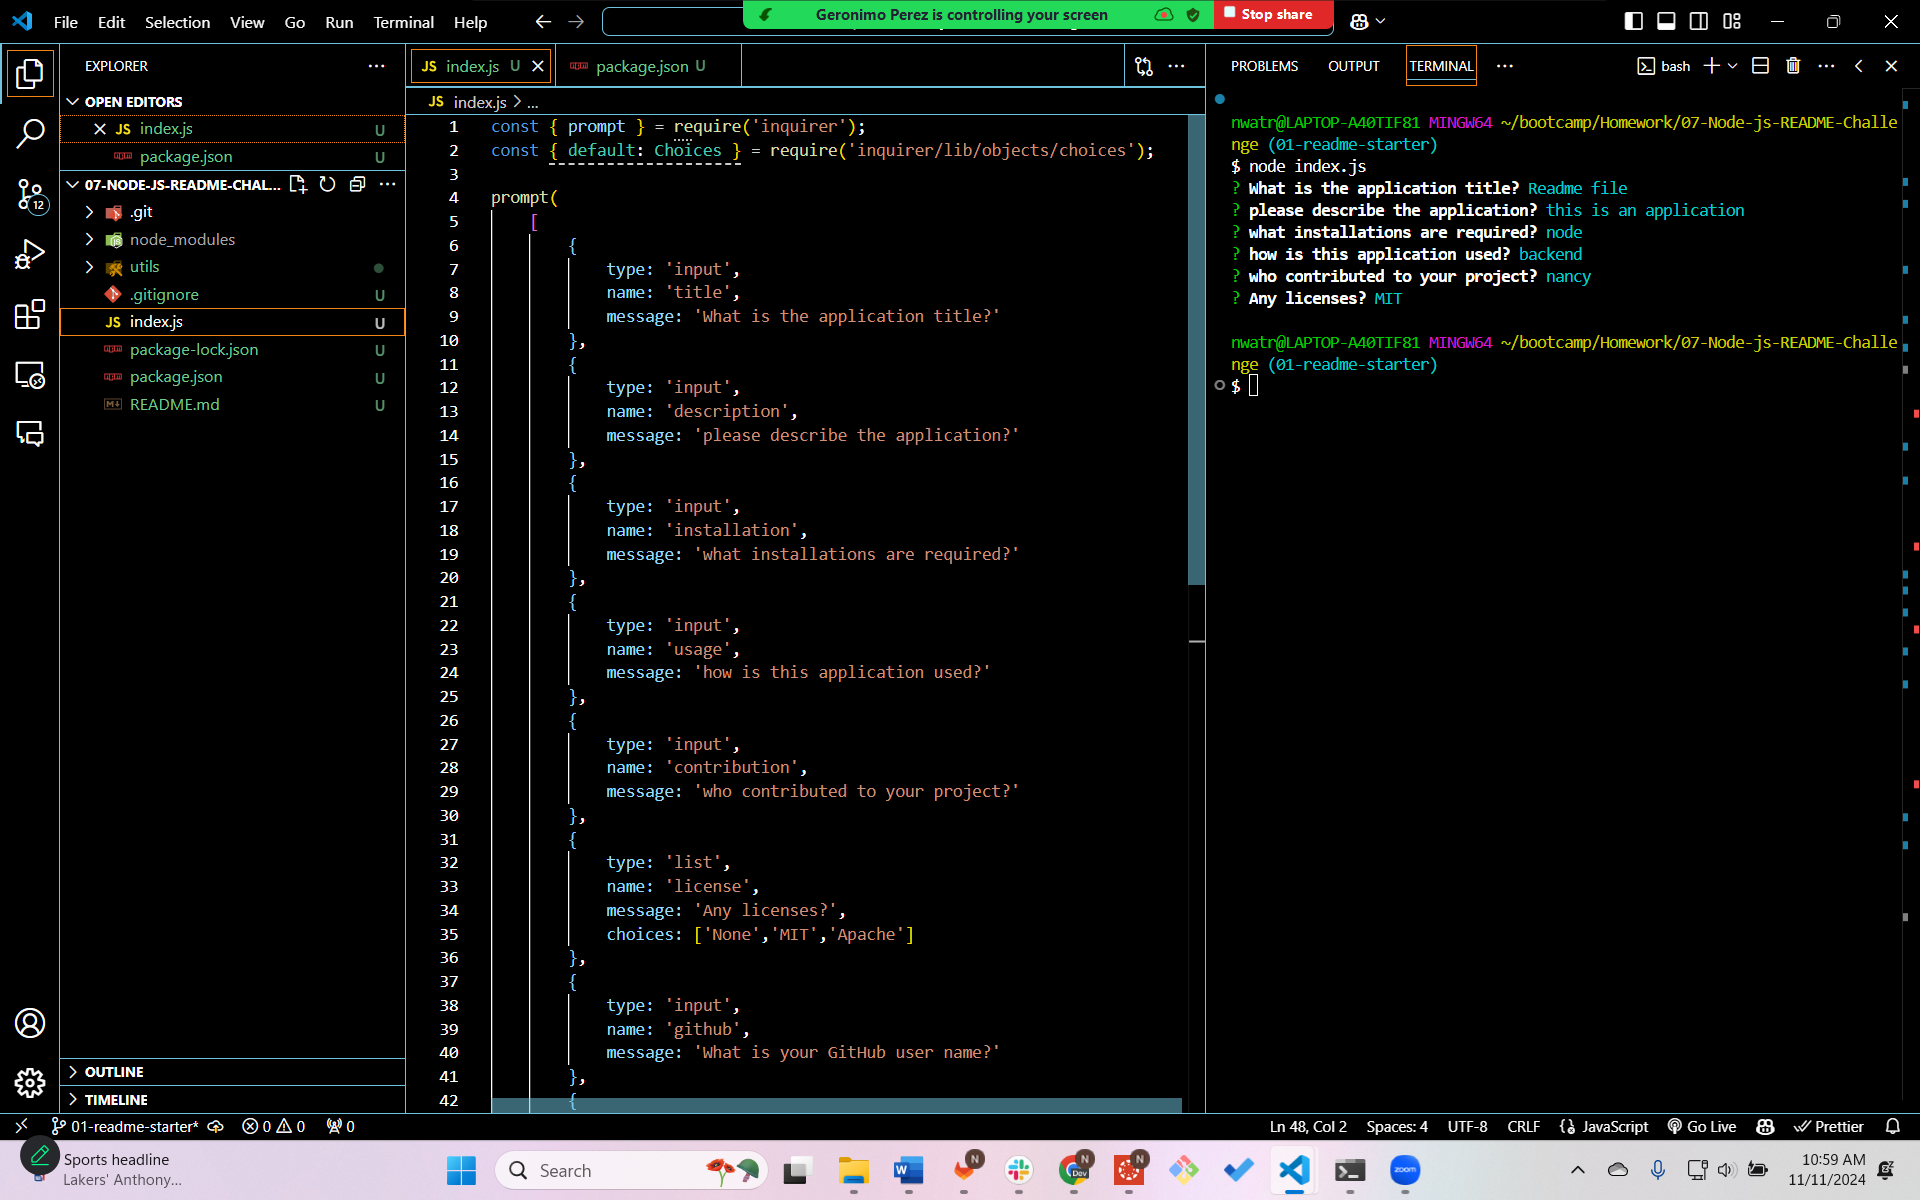 File Edit Selection View Go Run Terminal Help
Geronimo Perez is controlling your screen
Stop share
EXPLORER
OPEN EDITORS
JS index.js U
package.json U
07-NODE-JS-README-CHAL...
.git
node_modules
utils
.gitignore U
JS index.js U
package-lock.json U
package.json U
README.md U
OUTLINE
TIMELINE
12
JS index.js U
package.json U
JS index.js > ...
1 const { prompt } = require('inquirer');
2 const { default: Choices } = require('inquirer/lib/objects/choices');
3
4 prompt(
5 [
6 {
7 type: 'input',
8 name: 'title',
9 message: 'What is the application title?'
10 },
11 {
12 type: 'input',
13 name: 'description',
14 message: 'please describe the application?'
15 },
16 {
17 type: 'input',
18 name: 'installation',
19 message: 'what installations are required?'
20 },
21 {
22 type: 'input',
23 name: 'usage',
24 message: 'how is this application used?'
25 },
26 {
27 type: 'input',
28 name: 'contribution',
29 message: 'who contributed to your project?'
30 },
31 {
32 type: 'list',
33 name: 'license',
34 message: 'Any licenses?',
35 choices: ['None','MIT','Apache']
36 },
37 {
38 type: 'input',
39 name: 'github',
40 message: 'What is your GitHub user name?'
41 },
42 {
PROBLEMS OUTPUT TERMINAL
bash
nwatr@LAPTOP-A40TIF81 MINGW64 ~/bootcamp/Homework/07-Node-js-README-Challe
nge (01-readme-starter)
$ node index.js
? What is the application title? Readme file
? please describe the application? this is an application
? what installations are required? node
? how is this application used? backend
? who contributed to your project? nancy
? Any licenses? MIT
nwatr@LAPTOP-A40TIF81 MINGW64 ~/bootcamp/Homework/07-Node-js-README-Challe
nge (01-readme-starter)
$
01-readme-starter* 0 0 0
Ln 48, Col 2 Spaces: 4 UTF-8 CRLF JavaScript Go Live Prettier
Sports headline
Lakers' Anthony...
Search
N
N
Dev
N
zoom
10:59 AM
11/11/2024